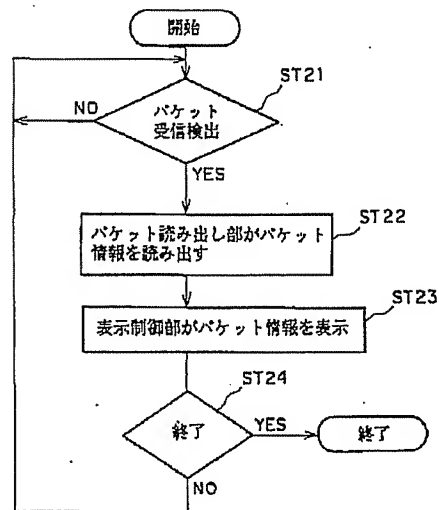 開始
ST21
NO
パケット
受信検出
YES
ST22
パケット読み出し部がパケット
情報を読み出す
ST23
表示制御部がパケット情報を表示
ST24
終了
YES
終了
NO